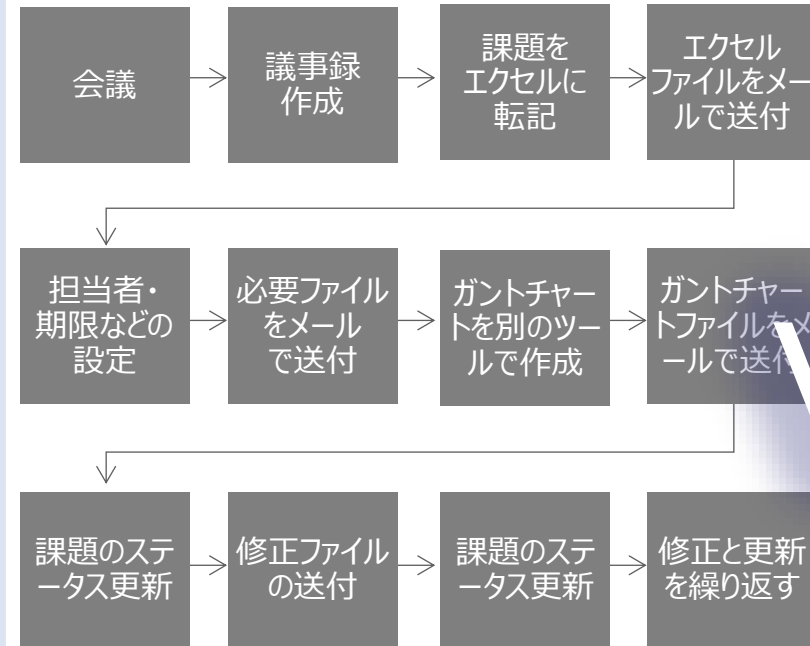 会議
議事録
作成
課題を
エクセルに
転記
エクセル
ファイルをメー
ルで送付
担当者・
期限などの
設定
必要ファイル
をメール
で送付
ガントチャー
トを別のツー
ルで作成
ガントチャー
トファイルをメ
ールで送付
課題のステ
ータス更新
修正ファイル
の送付
課題のステ
ータス更新
修正と更新
を繰り返す